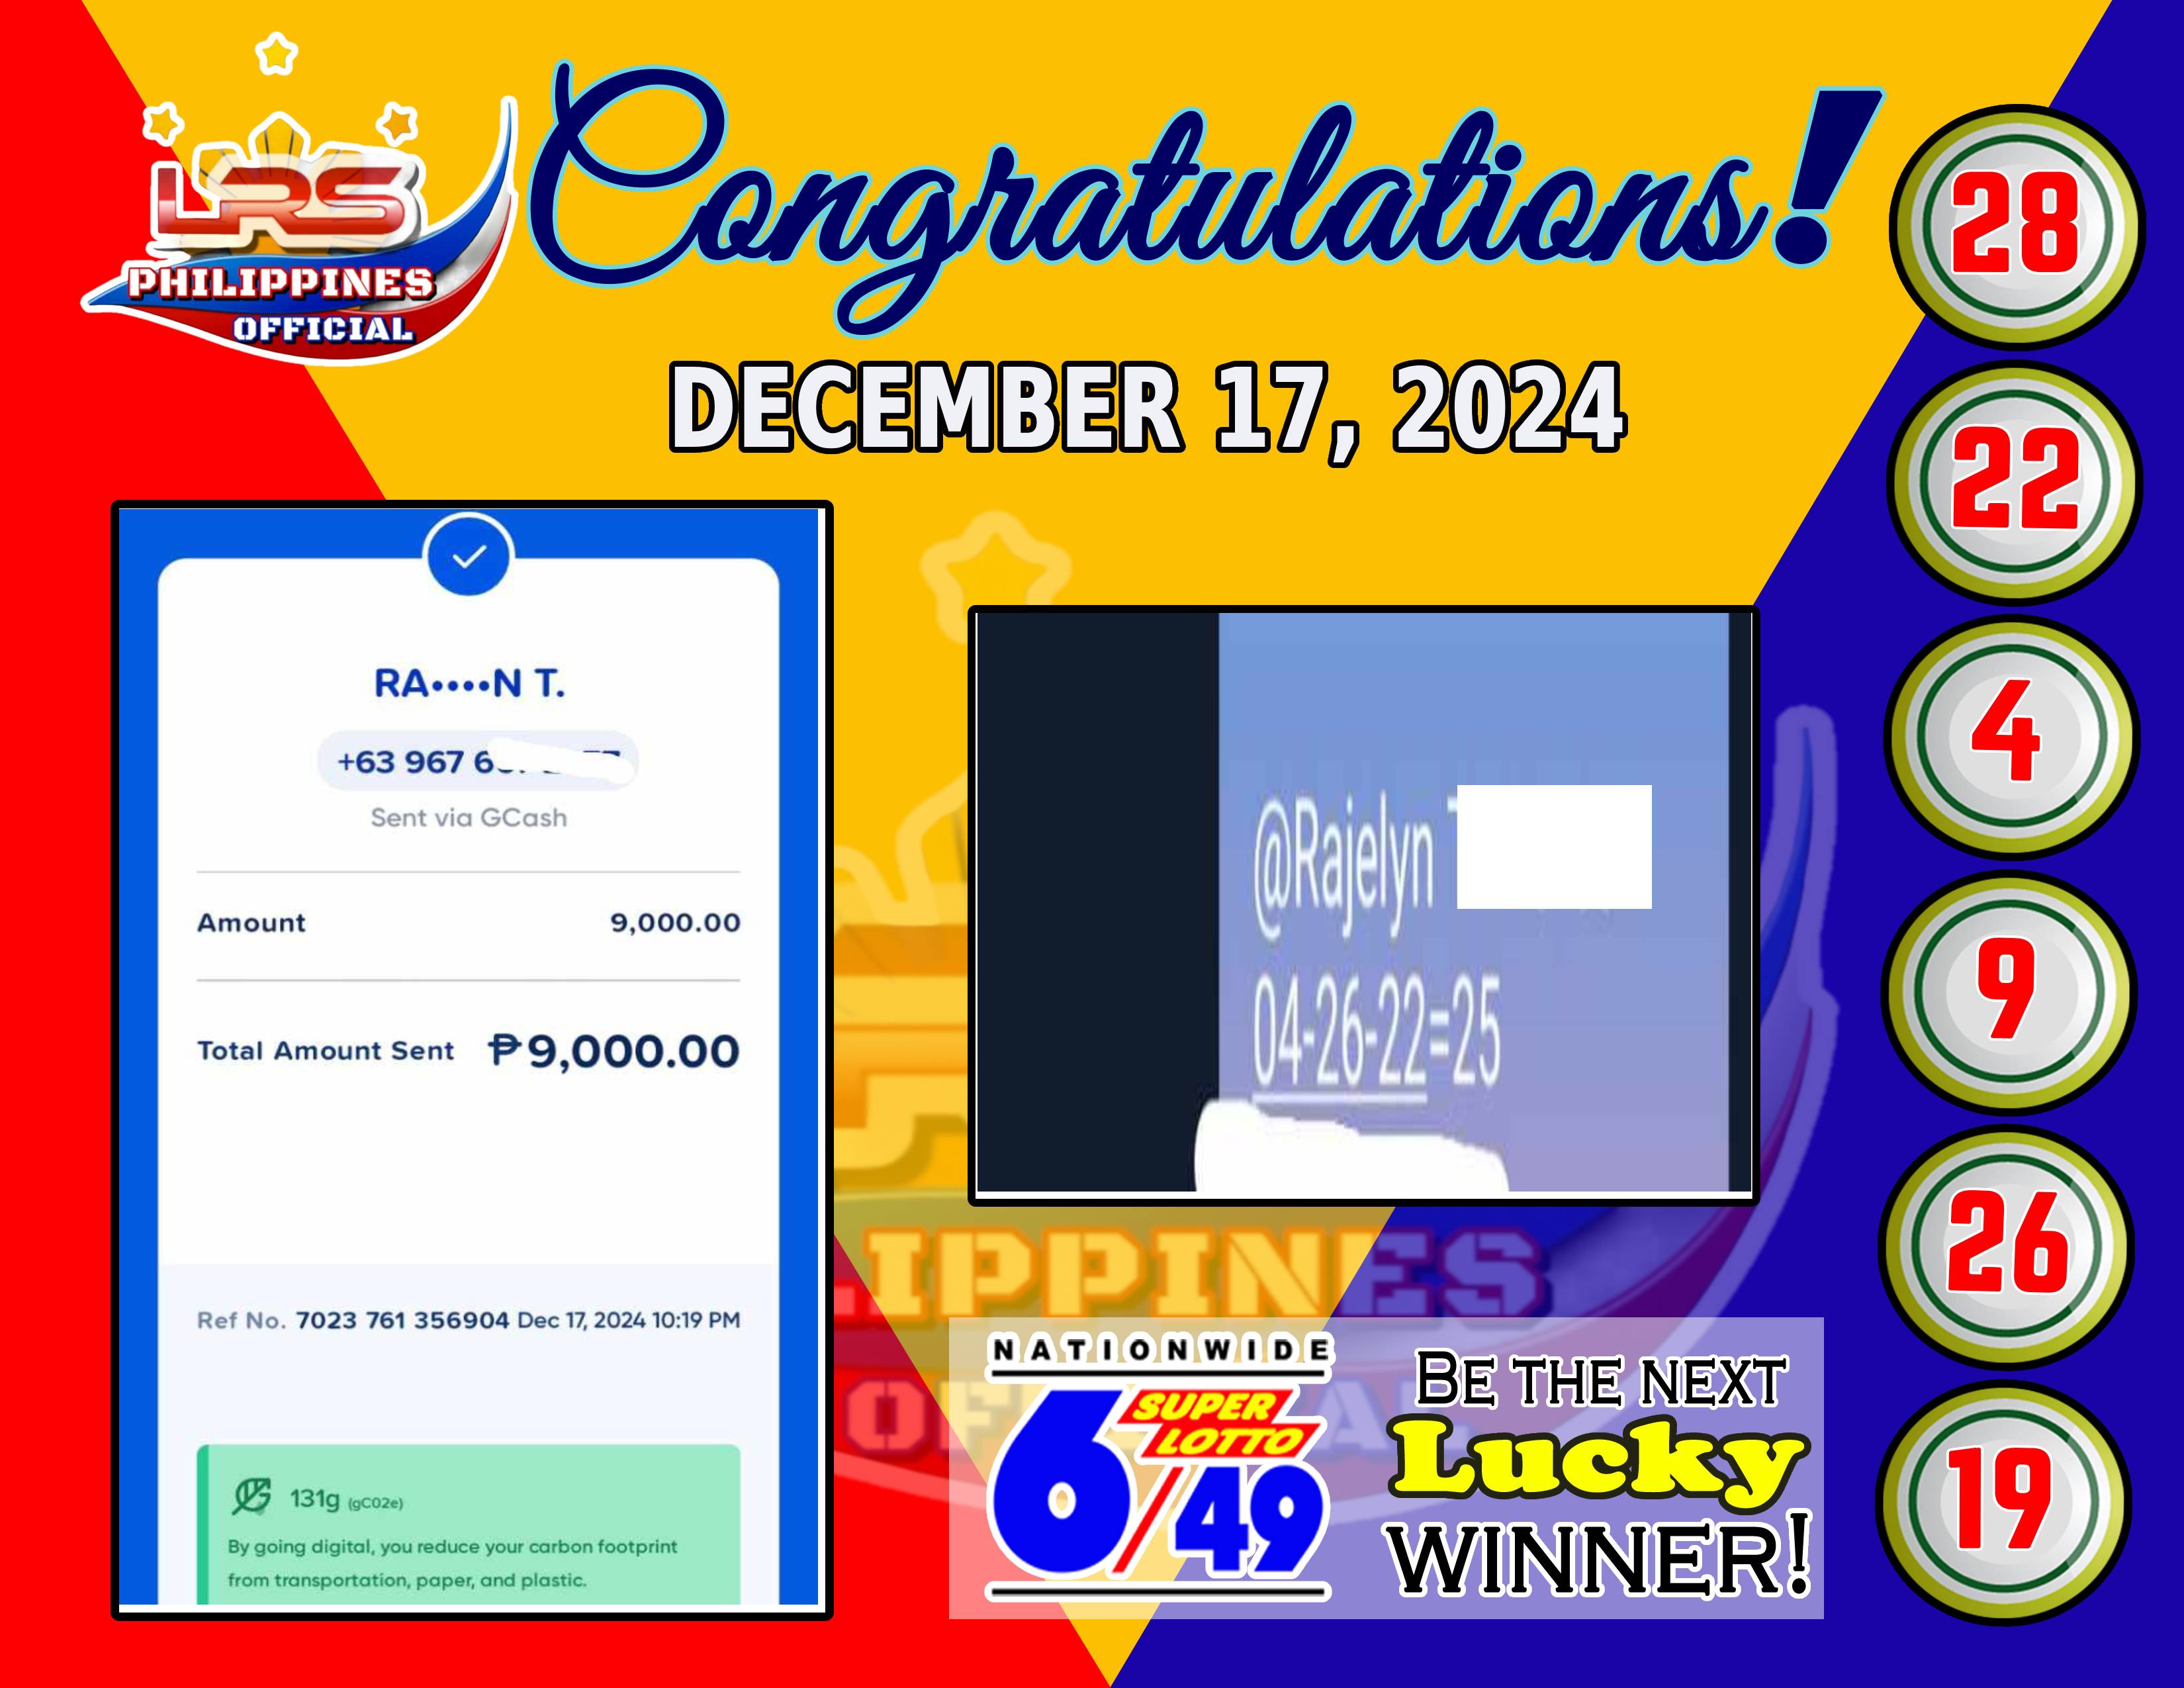 LRS
PHILIPPINES
OFFICIAL
Congratulations!
DECEMBER 17, 2024
RA••••N T.
+63 967 6
Sent via GCash
Amount 9,000.00
Total Amount Sent ₱9,000.00
Ref No. 7023 761 356904 Dec 17, 2024 10:19 PM
131g (gCO2e)
By going digital, you reduce your carbon footprint
from transportation, paper, and plastic.
@Rajelyn
04-26-22=25
LIPPINES
NATIONWIDE
6/49
SUPER
LOTTO
BE THE NEXT
Lucky
WINNER!
28
22
4
9
26
19